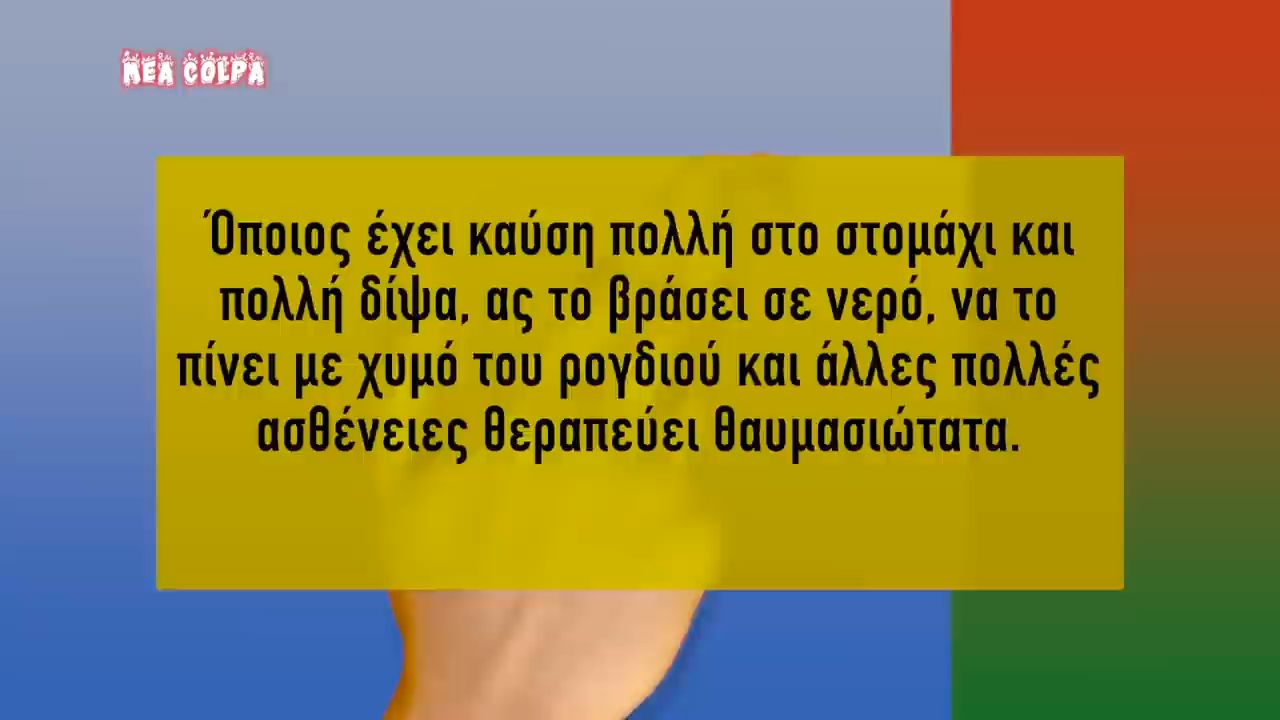 MEA COLPA
Όποιος έχει καύση πολλή στο στομάχι και
πολλή δίψα, ας το βράσει σε νερό, να το
πίνει με χυμό του ρογδιού και άλλες πολλές
ασθένειες θεραπεύει θαυμασιώτατα.